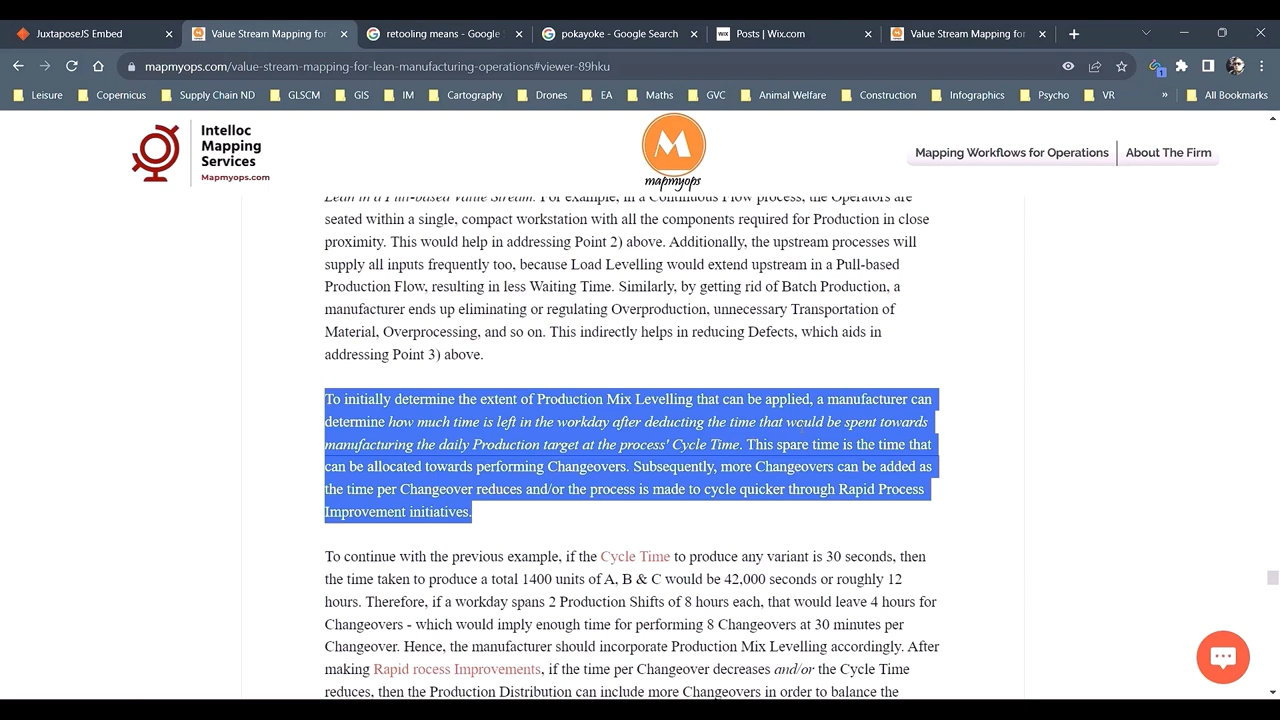 JuxtaposeJS Embed
Value Stream Mapping for
retooling means - Google
pokayoke - Google Search
Posts | Wix.com
Value Stream Mapping for
mapmyops.com/value-stream-mapping-for-lean-manufacturing-operations#viewer-89hku
1
Leisure
Copernicus
Supply Chain ND
GLSCM
GIS
IM
Cartography
Drones
EA
Maths
GVC
Animal Welfare
Construction
Infographics
Psycho
VR
»
All Bookmarks
Intelloc
Mapping
Services
Mapmyops.com
M
mapmyops
Mapping Workflows for Operations
About The Firm
Lean in a Pull-based Value Stream. For example, in a Continuous Flow process, the Operators are
seated within a single, compact workstation with all the components required for Production in close
proximity. This would help in addressing Point 2) above. Additionally, the upstream processes will
supply all inputs frequently too, because Load Levelling would extend upstream in a Pull-based
Production Flow, resulting in less Waiting Time. Similarly, by getting rid of Batch Production, a
manufacturer ends up eliminating or regulating Overproduction, unnecessary Transportation of
Material, Overprocessing, and so on. This indirectly helps in reducing Defects, which aids in
addressing Point 3) above.
To initially determine the extent of Production Mix Levelling that can be applied, a manufacturer can
determine how much time is left in the workday after deducting the time that would be spent towards
manufacturing the daily Production target at the process' Cycle Time. This spare time is the time that
can be allocated towards performing Changeovers. Subsequently, more Changeovers can be added as
the time per Changeover reduces and/or the process is made to cycle quicker through Rapid Process
Improvement initiatives.
To continue with the previous example, if the Cycle Time to produce any variant is 30 seconds, then
the time taken to produce a total 1400 units of A, B & C would be 42,000 seconds or roughly 12
hours. Therefore, if a workday spans 2 Production Shifts of 8 hours each, that would leave 4 hours for
Changeovers - which would imply enough time for performing 8 Changeovers at 30 minutes per
Changeover. Hence, the manufacturer should incorporate Production Mix Levelling accordingly. After
making Rapid rocess Improvements, if the time per Changeover decreases and/or the Cycle Time
reduces, then the Production Distribution can include more Changeovers in order to balance the